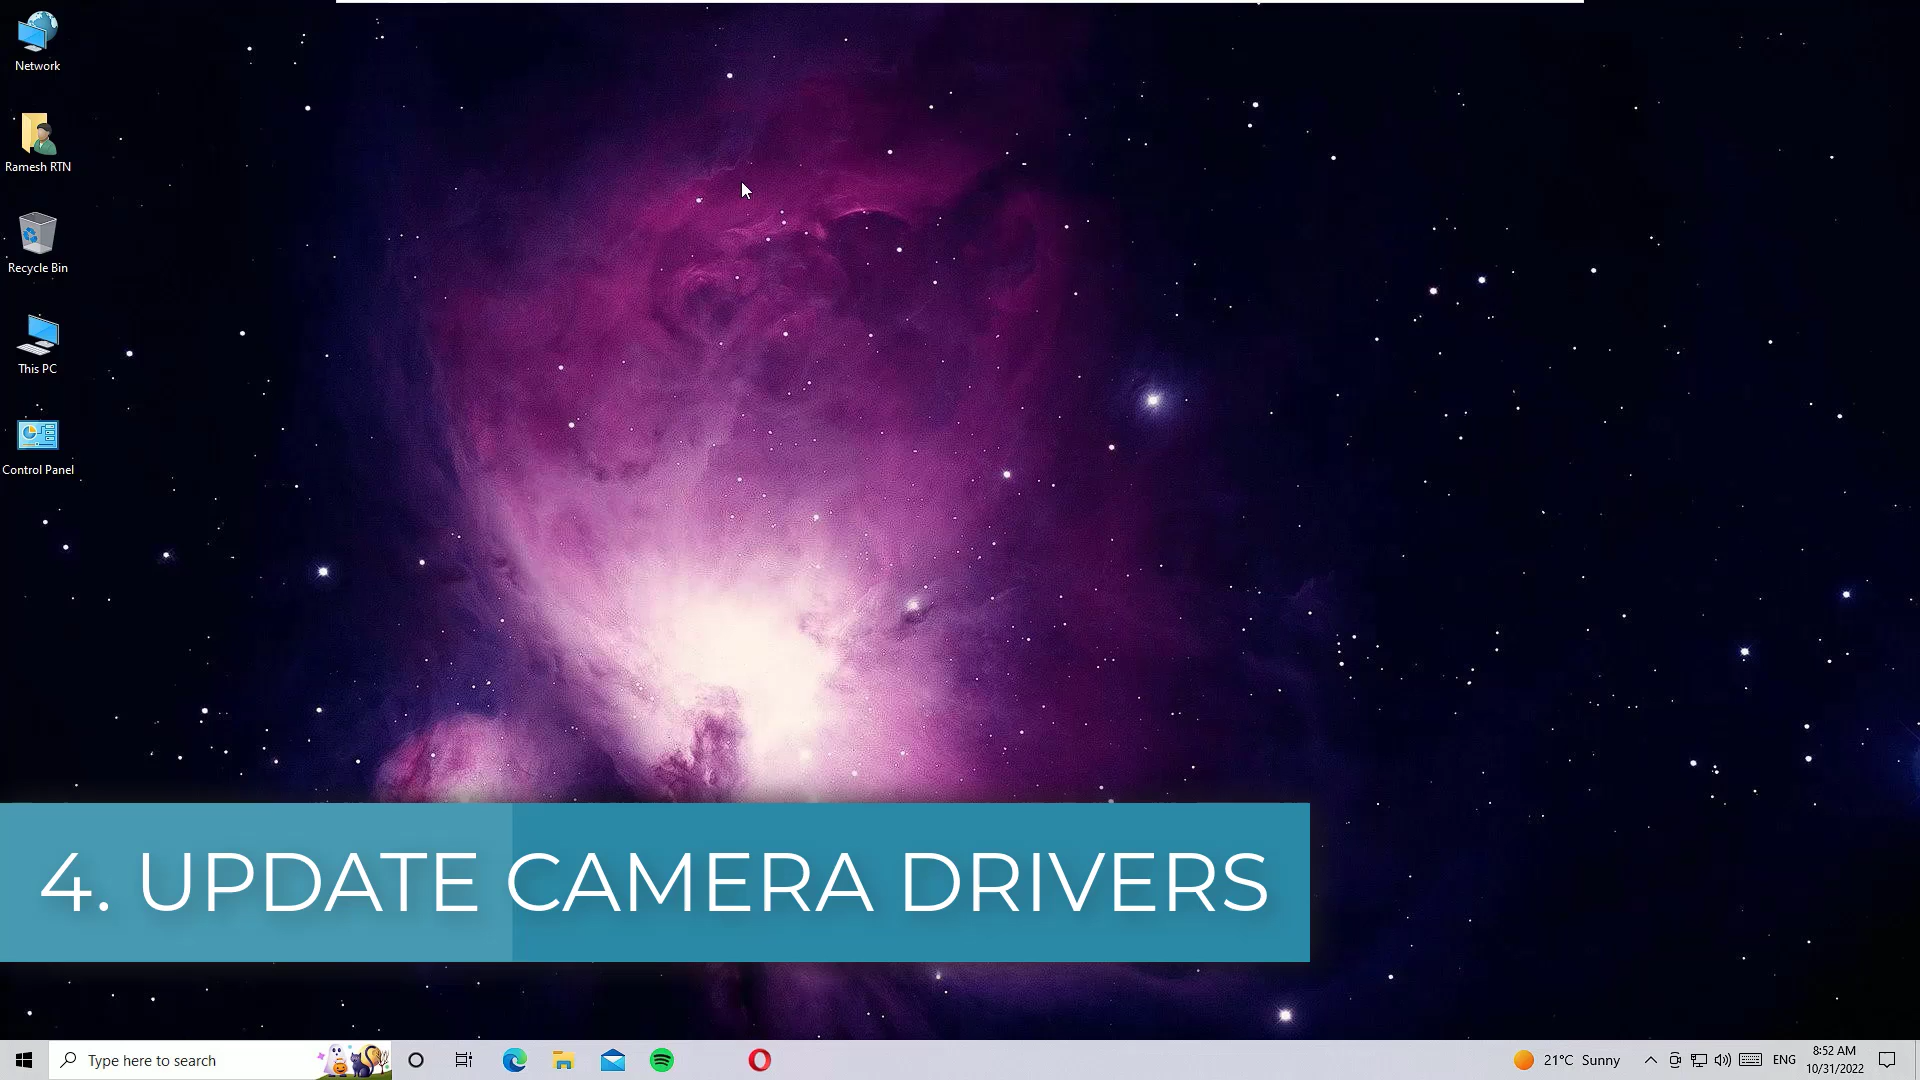 Network
Ramesh RTN
Recycle Bin
This PC
Control Panel
4. UPDATE CAMERA DRIVERS
Type here to search
21°C Sunny
ENG
8:52 AM
10/31/2022